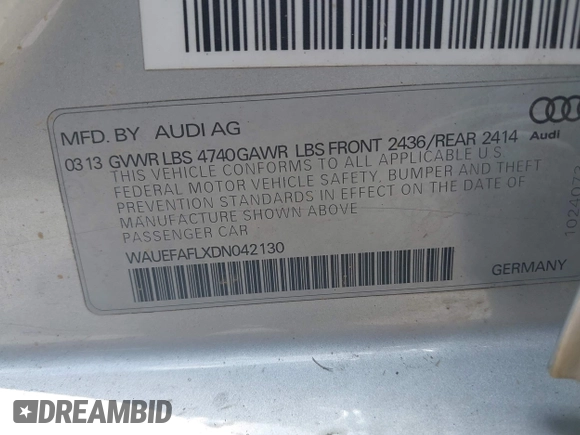 MFD. BY AUDI AG
Audi
03 13 GVWR LBS 4740 GAWR LBS FRONT 2436/REAR 2414
THIS VEHICLE CONFORMS TO ALL APPLICABLE U S
FEDERAL MOTOR VEHICLE SAFETY, BUMPER AND THEFT
PREVENTION STANDARDS IN EFFECT ON THE DATE OF
MANUFACTURE SHOWN ABOVE
PASSENGER CAR
WAUEFAFLXDN042130
GERMANY
DREAMBID